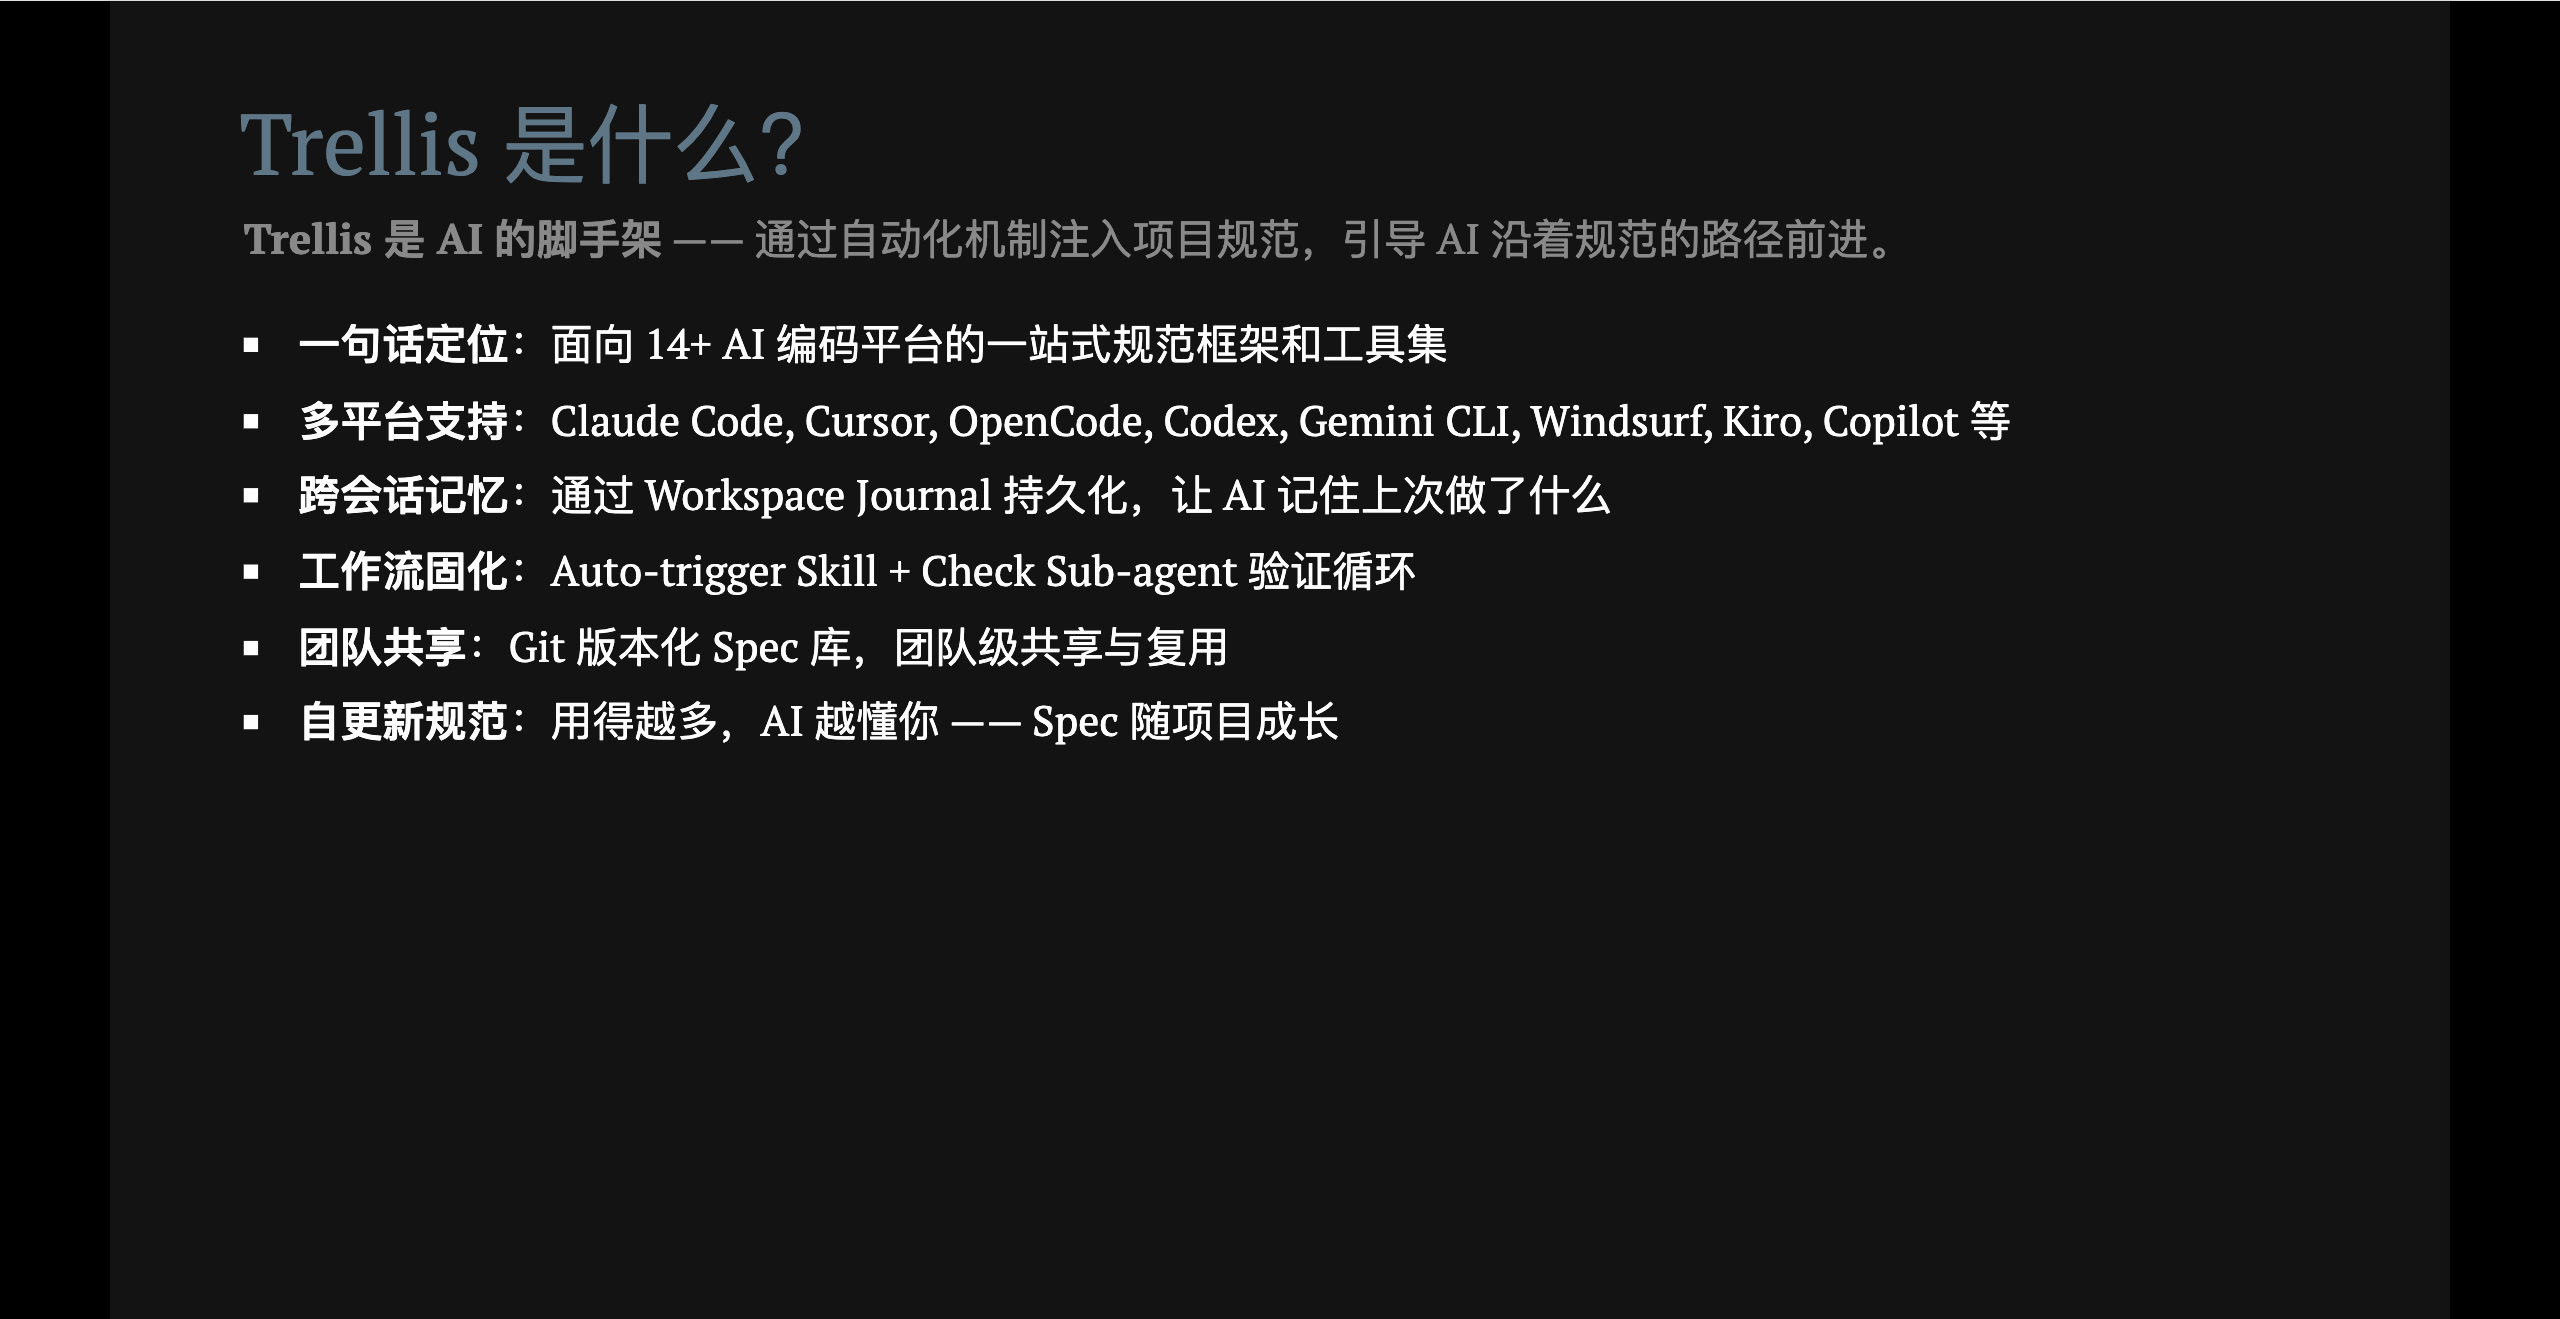 Trellis 是什么？
Trellis 是 AI 的脚手架 —— 通过自动化机制注入项目规范，引导 AI 沿着规范的路径前进。
▪ 一句话定位：面向 14+ AI 编码平台的一站式规范框架和工具集
▪ 多平台支持：Claude Code, Cursor, OpenCode, Codex, Gemini CLI, Windsurf, Kiro, Copilot 等
▪ 跨会话记忆：通过 Workspace Journal 持久化，让 AI 记住上次做了什么
▪ 工作流固化：Auto-trigger Skill + Check Sub-agent 验证循环
▪ 团队共享：Git 版本化 Spec 库，团队级共享与复用
▪ 自更新规范：用得越多，AI 越懂你 —— Spec 随项目成长